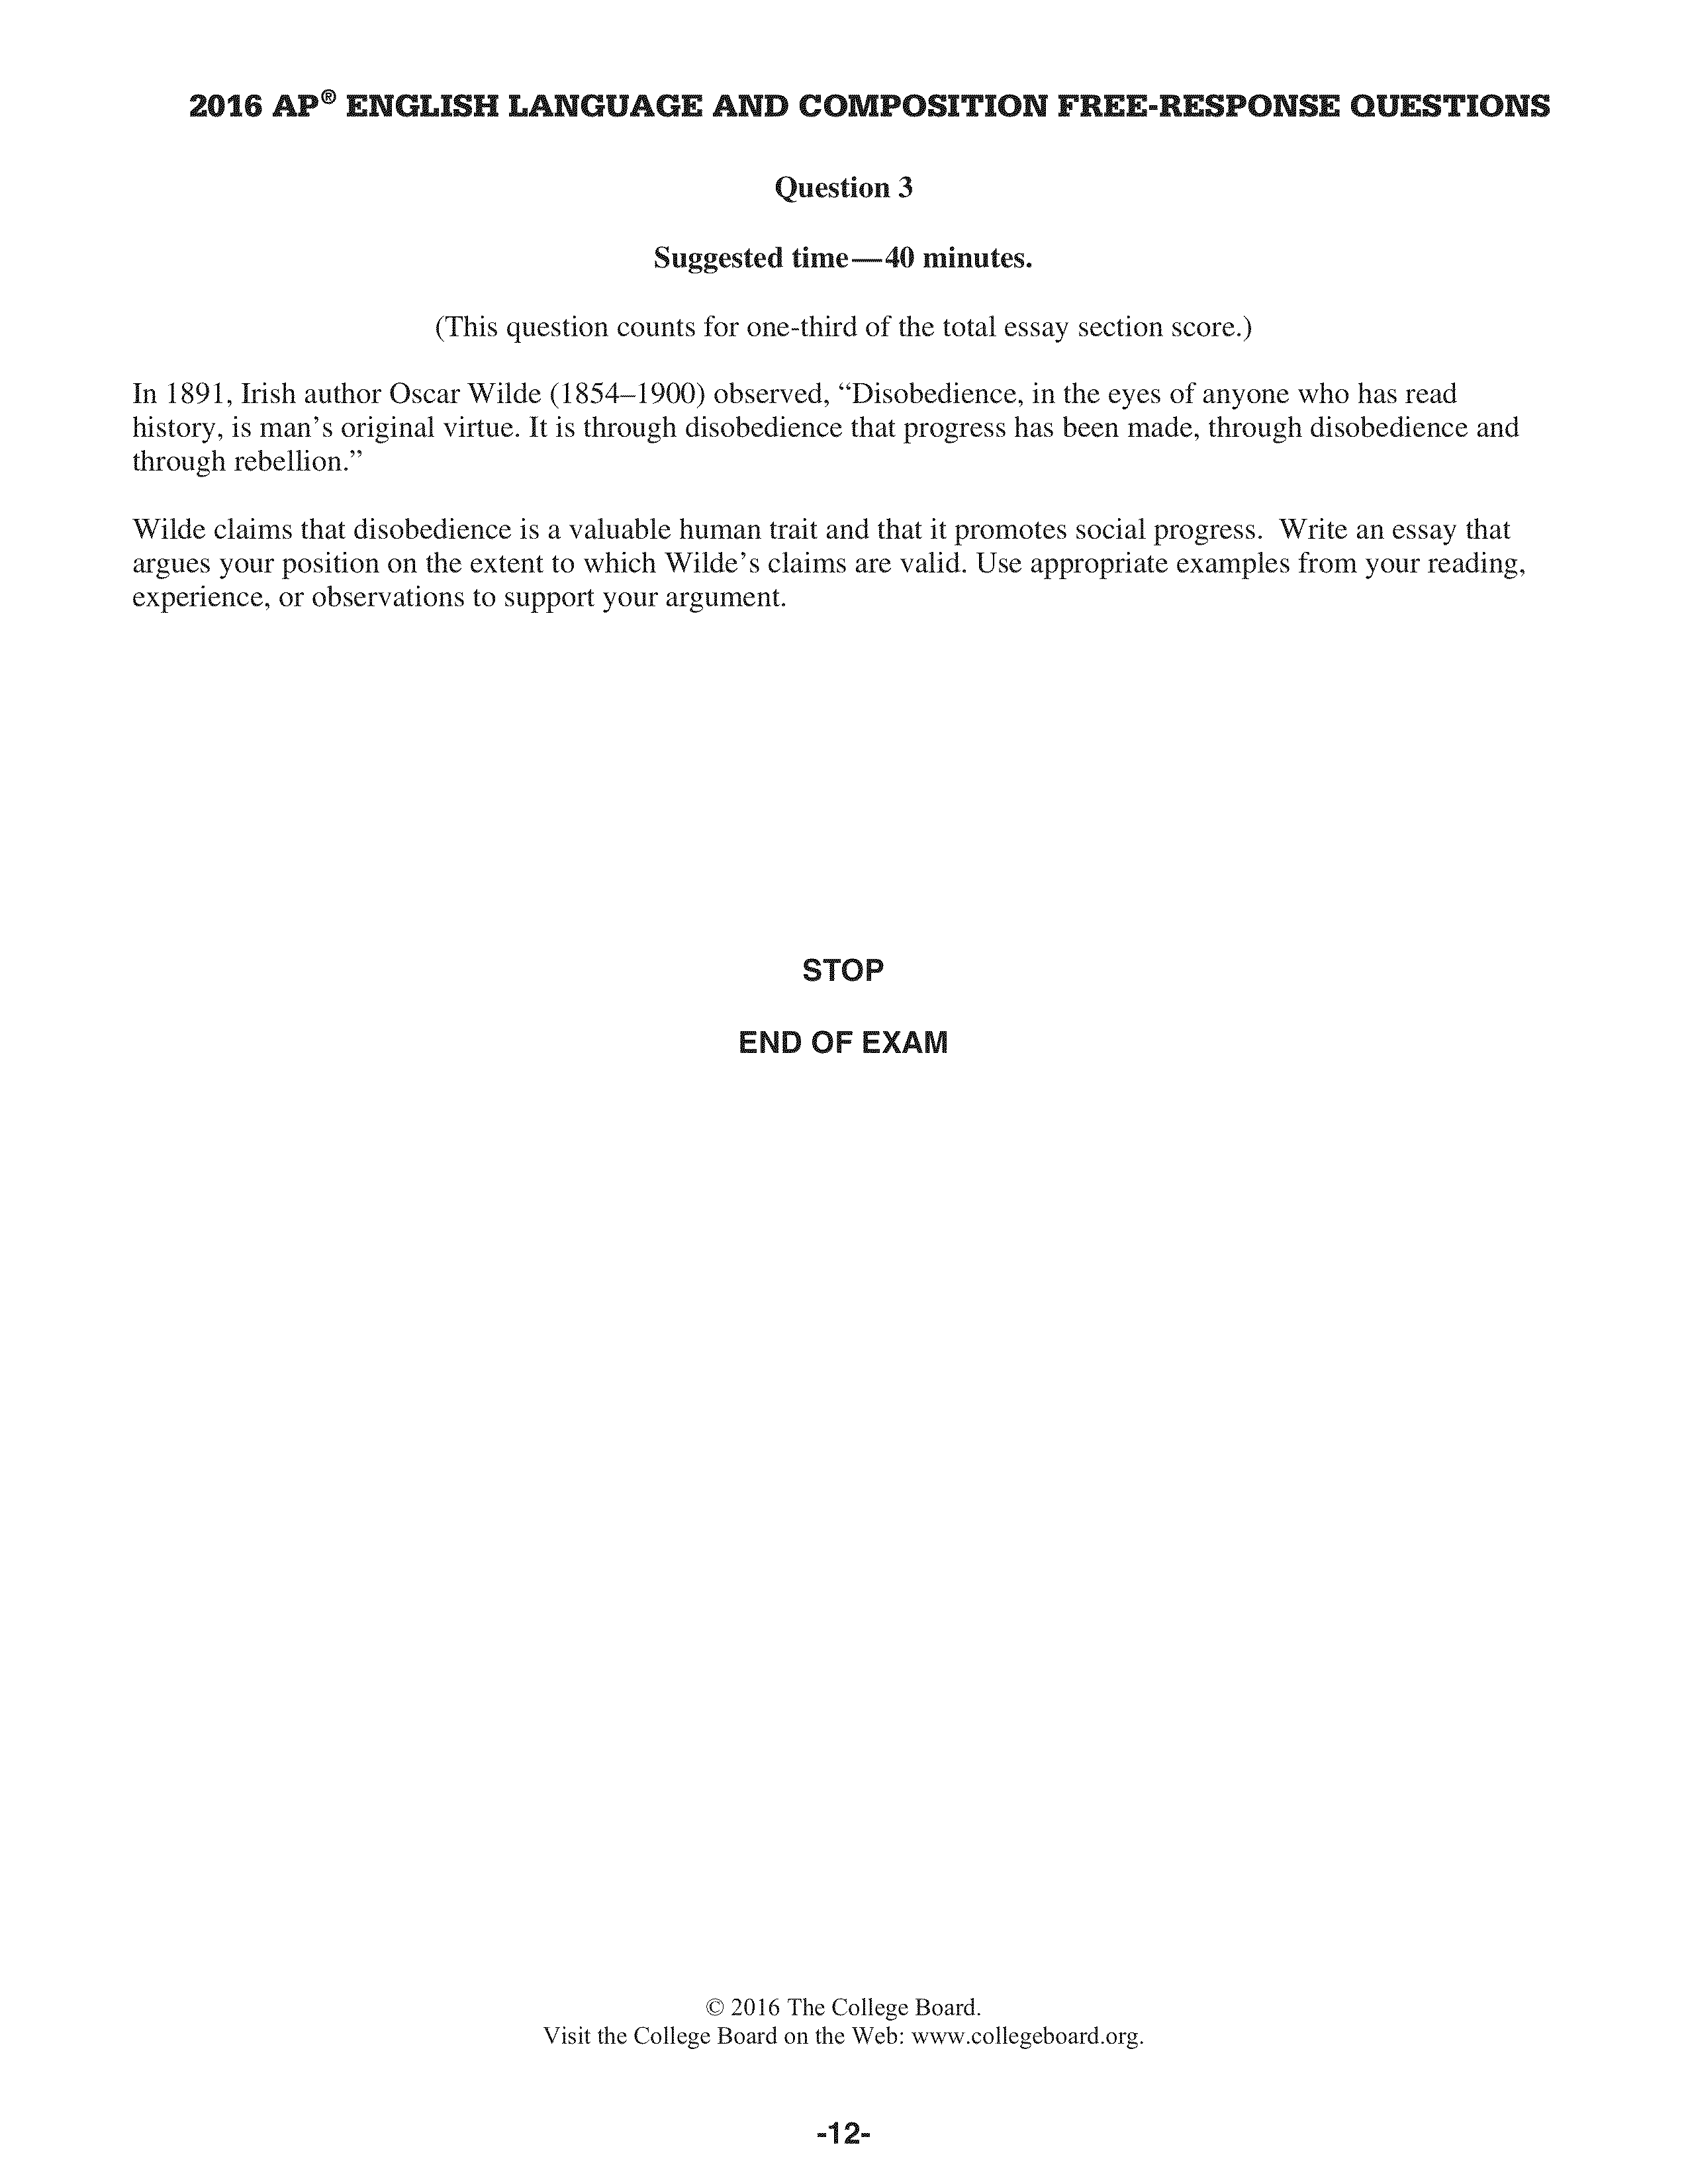 2016 AP® ENGLISH LANGUAGE AND COMPOSITION FREE-RESPONSE QUESTIONS
Question 3
Suggested time—40 minutes.
(This question counts for one-third of the total essay section score.)
In 1891, Irish author Oscar Wilde (1854–1900) observed, “Disobedience, in the eyes of anyone who has read
history, is man’s original virtue. It is through disobedience that progress has been made, through disobedience and
through rebellion.”
Wilde claims that disobedience is a valuable human trait and that it promotes social progress.  Write an essay that
argues your position on the extent to which Wilde’s claims are valid. Use appropriate examples from your reading,
experience, or observations to support your argument.
STOP
END OF EXAM
© 2016 The College Board.
Visit the College Board on the Web: www.collegeboard.org.
-12-